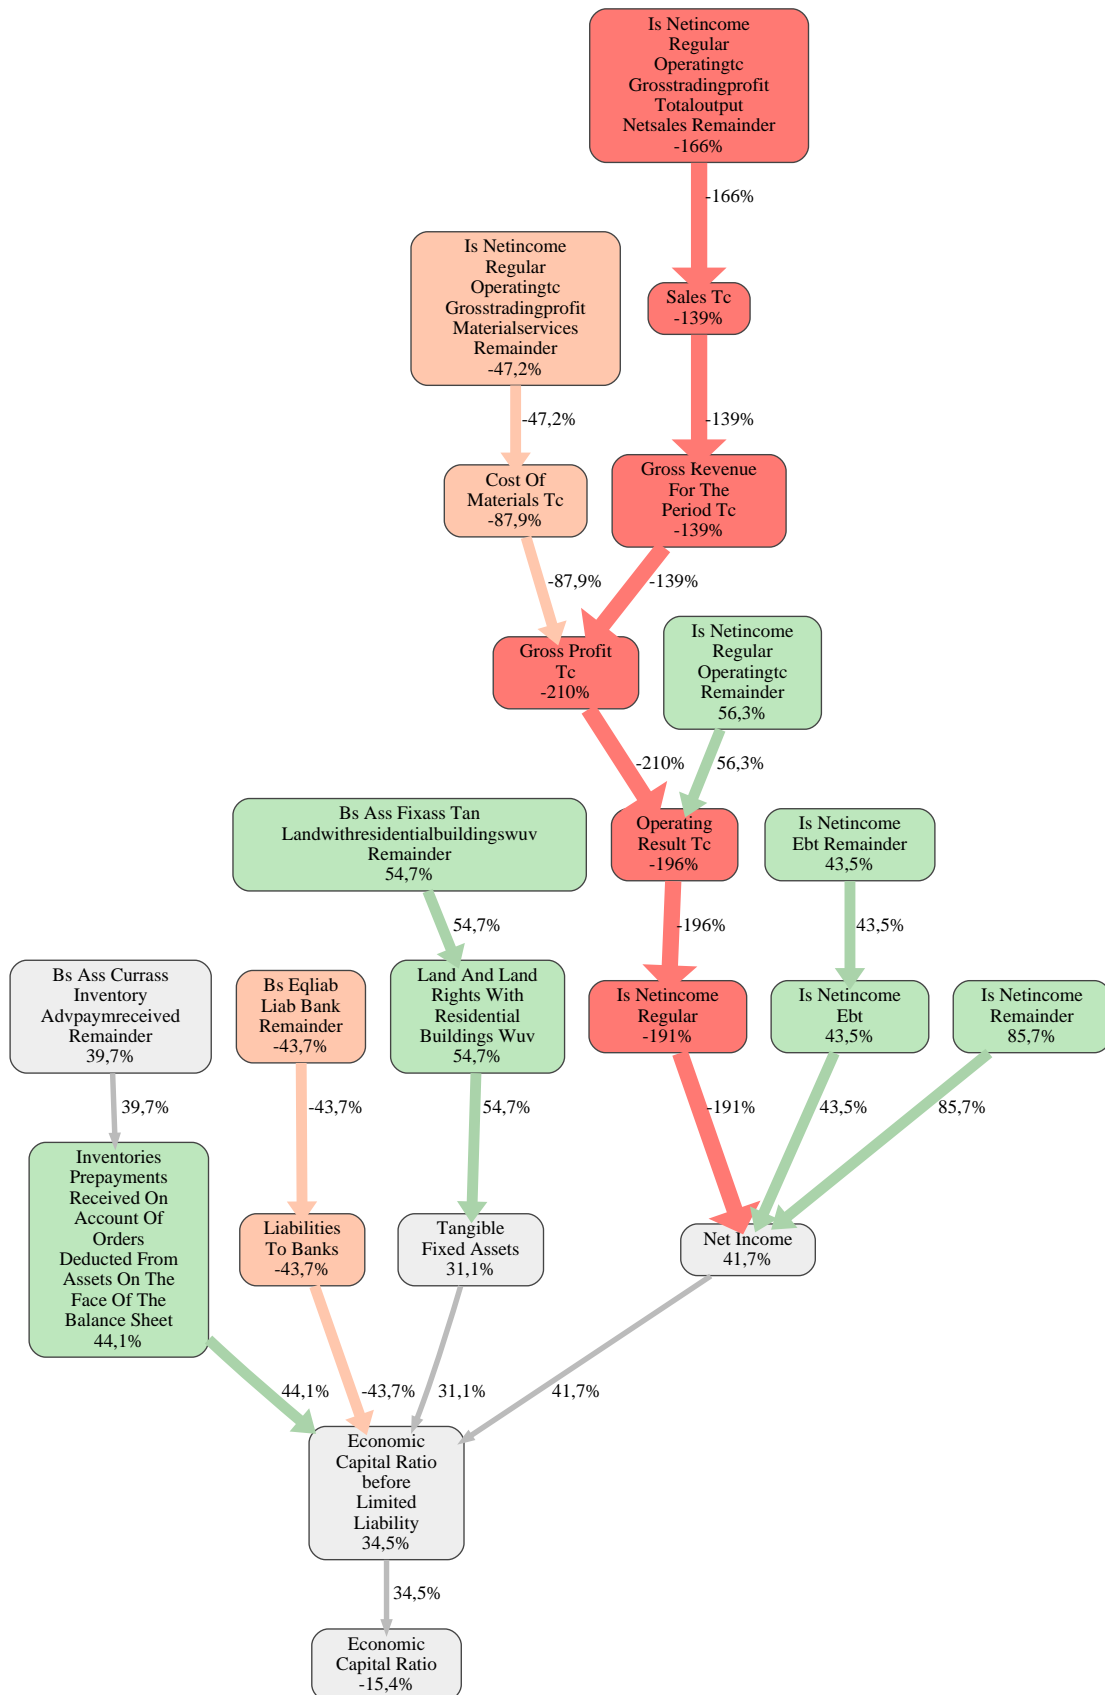 Is Netincome
Regular
Operatingtc
Grosstradingprofit
Totaloutput
Netsales Remainder
-166%
-166%
Is Netincome
Regular
Operatingtc
Grosstradingprofit
Materialservices
Remainder
-47,2%
Sales Tc
-139%
-47,2%
-139%
Cost Of
Materials Tc
-87,9%
Gross Revenue
For The
Period Tc
-139%
-87,9%
-139%
Gross Profit
Tc
-210%
Is Netincome
Regular
Operatingtc
Remainder
56,3%
-210%
56,3%
Bs Ass Fixass Tan
Landwithresidentialbuildingswuv
Remainder
54,7%
Operating
Result Tc
-196%
Is Netincome
Ebt Remainder
43,5%
54,7%
-196%
43,5%
Bs Ass Currass
Inventory
Advpaymreceived
Remainder
39,7%
Bs Eqliab
Liab Bank
Remainder
-43,7%
Land And Land
Rights With
Residential
Buildings Wuv
54,7%
Is Netincome
Regular
-191%
Is Netincome
Ebt
43,5%
Is Netincome
Remainder
85,7%
39,7%
-43,7%
54,7%
-191%
43,5%
85,7%
Inventories
Prepayments
Received On
Account Of
Orders
Deducted From
Assets On The
Face Of The
Balance Sheet
44,1%
Liabilities
To Banks
-43,7%
Tangible
Fixed Assets
31,1%
Net Income
41,7%
44,1%
-43,7%
31,1%
41,7%
Economic
Capital Ratio
before
Limited
Liability
34,5%
34,5%
Economic
Capital Ratio
-15,4%